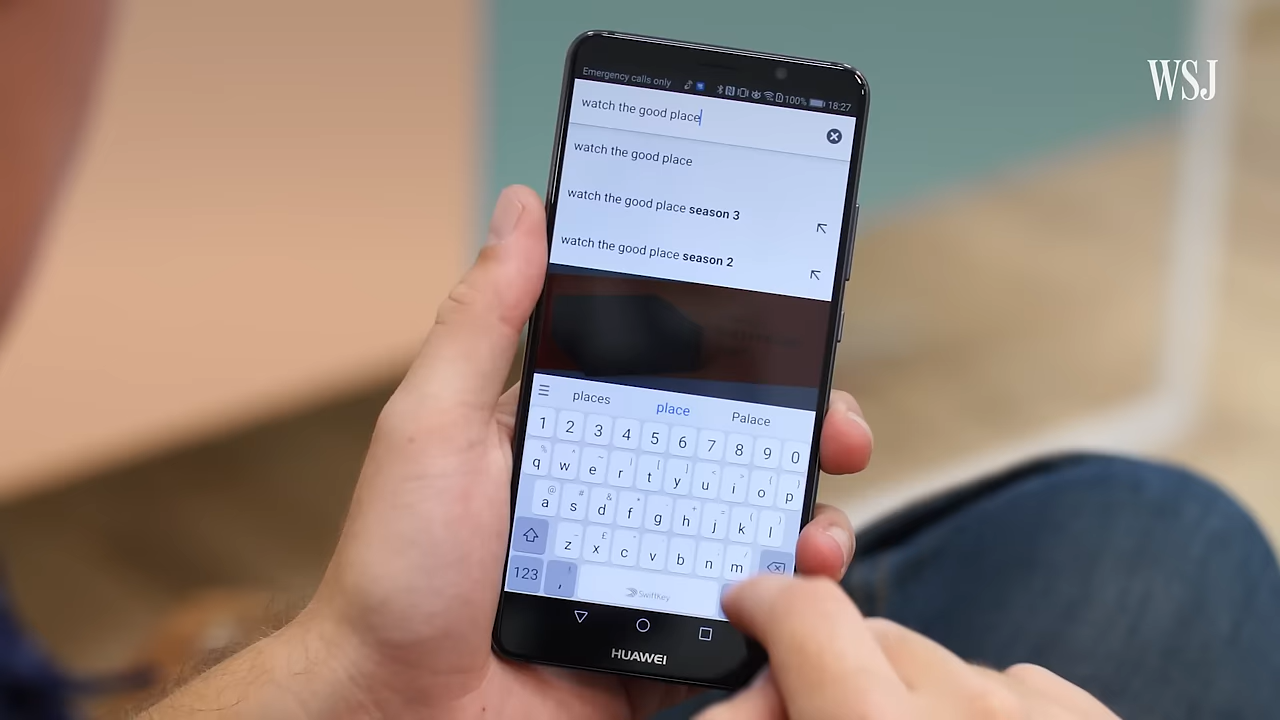 WSJ
Emergency calls only 100% 18:27
watch the good place
watch the good place
watch the good place season 3
watch the good place season 2
places place Palace
1 2 3 4 5 6 7 8 9 0
q w e r t y u i o p
a s d f g h j k l
z x c v b n m
123 , SwiftKey
HUAWEI